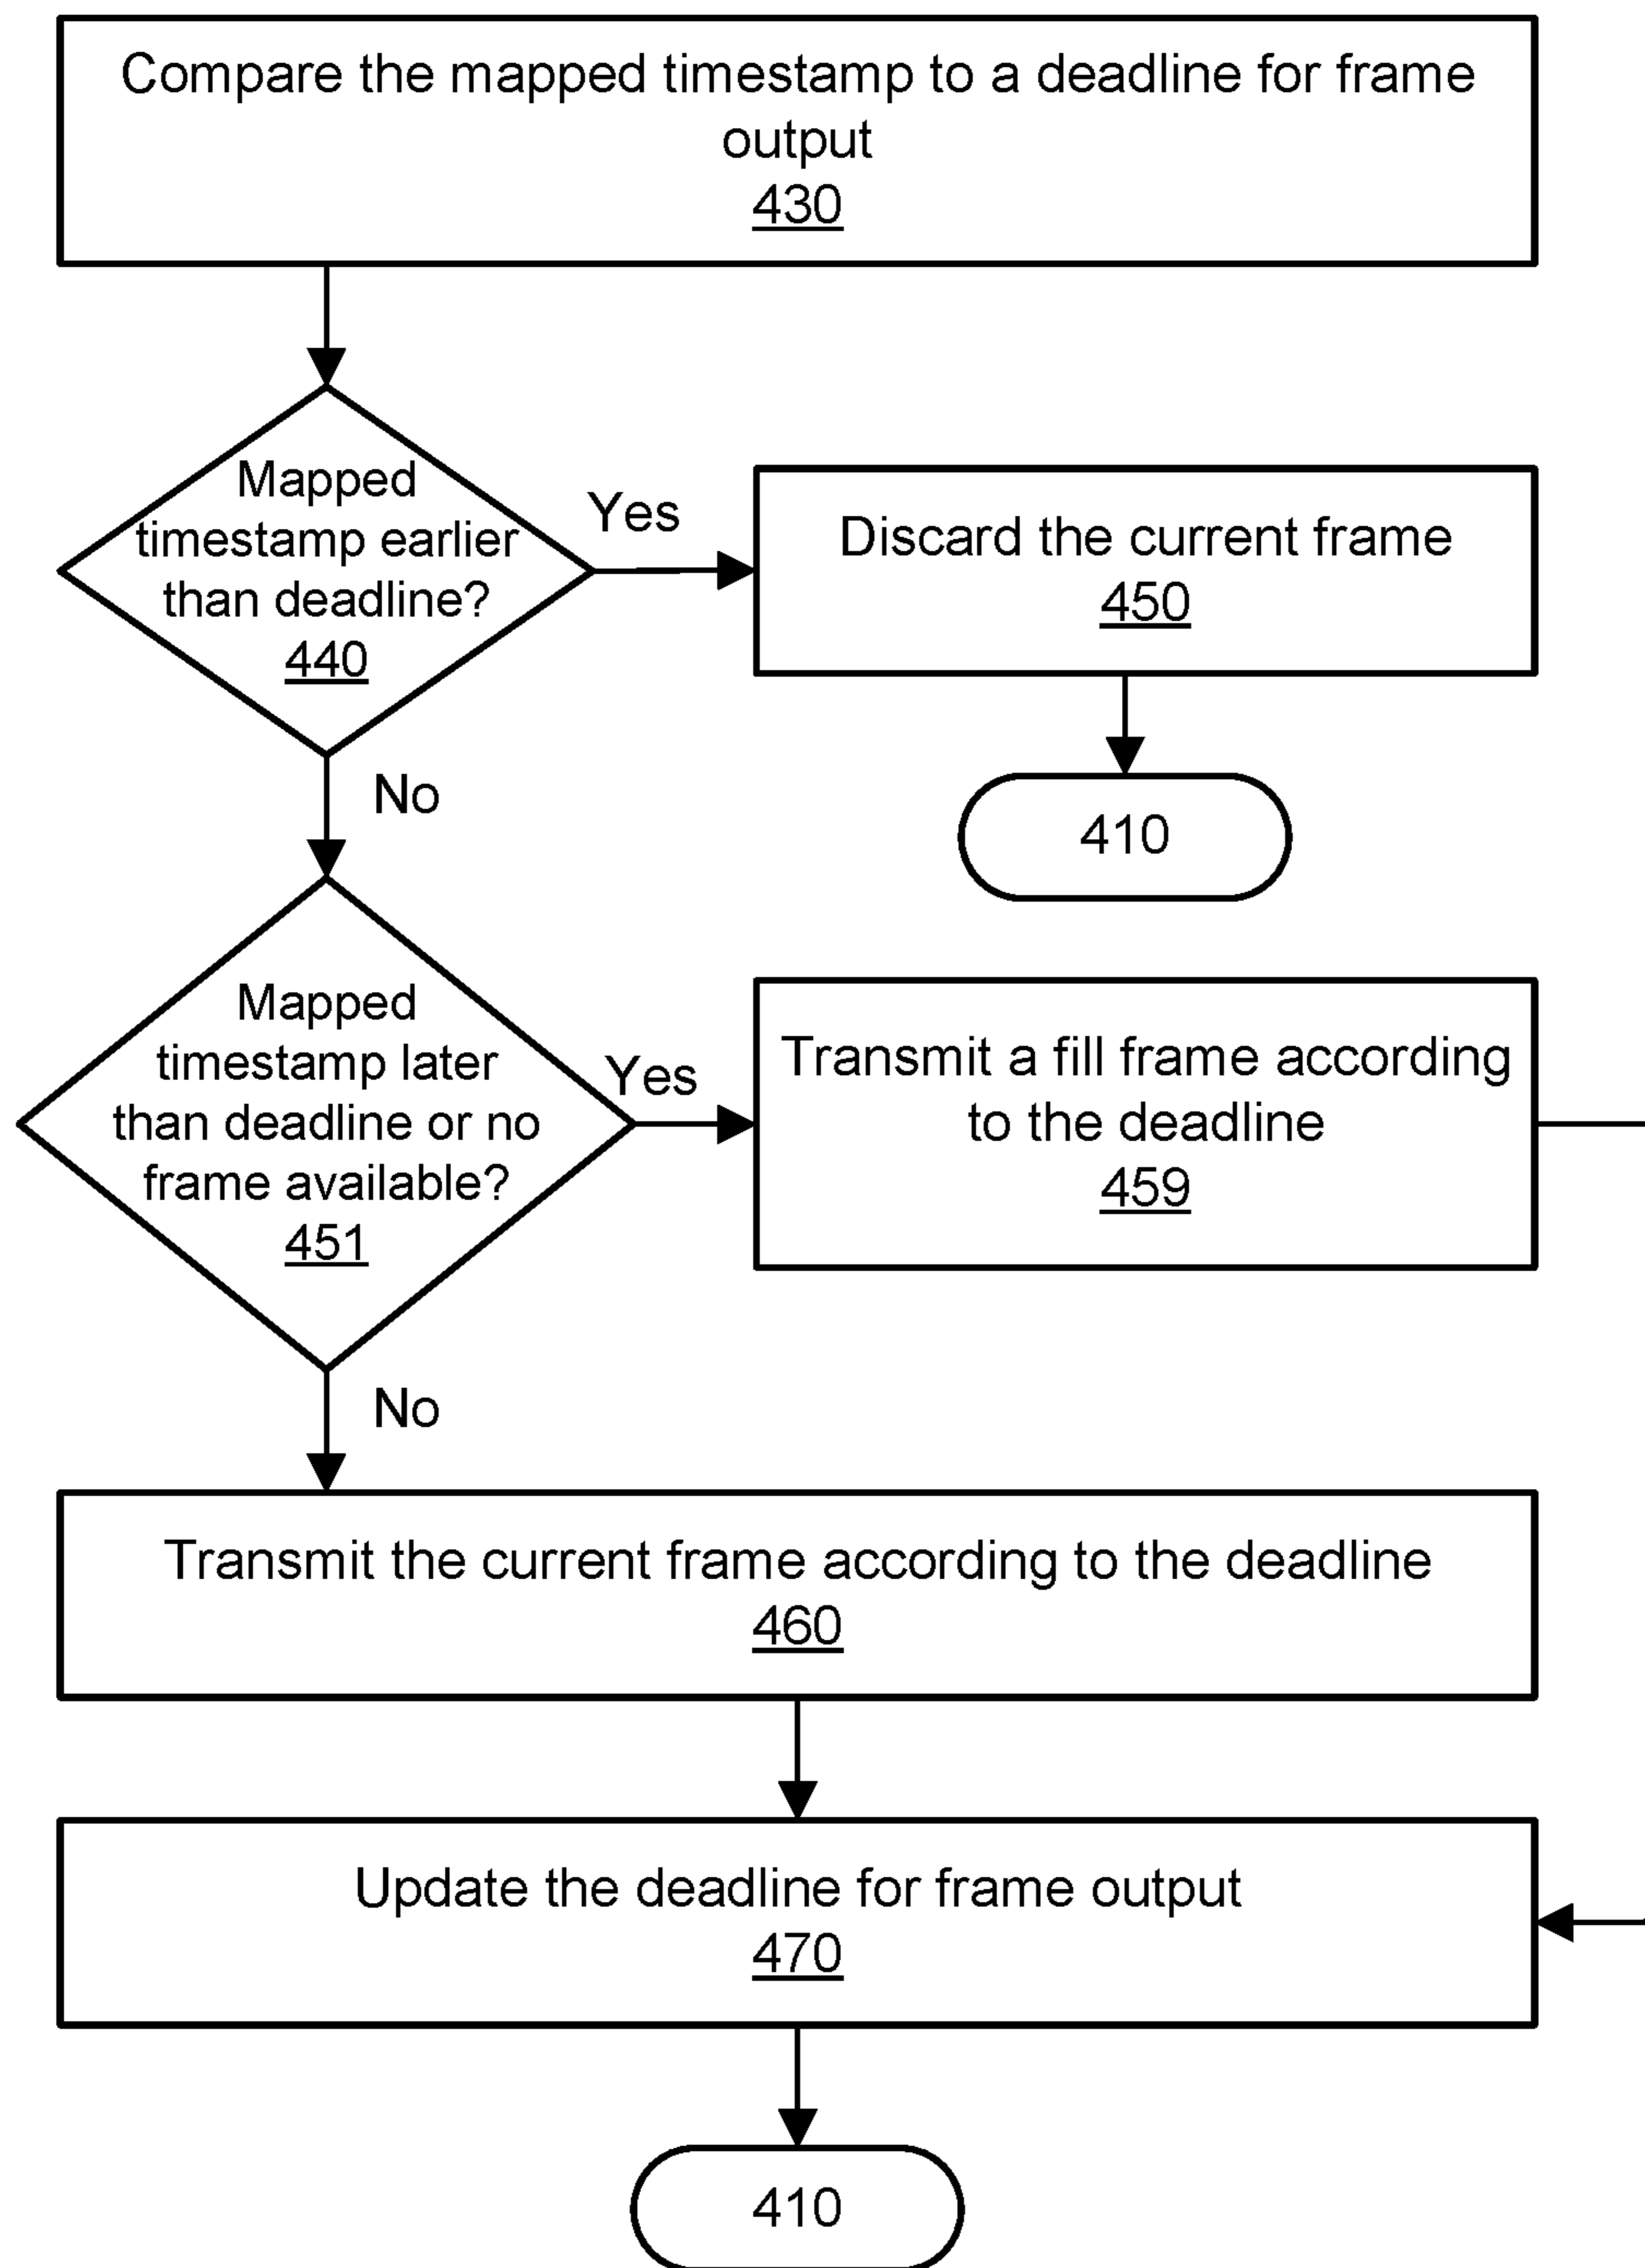 Compare the mapped timestamp to a deadline for frame
output
430
Mapped
timestamp earlier
than deadline?
440
Yes
Discard the current frame
450
No
410
Mapped
timestamp later
than deadline or no
frame available?
451
Yes
Transmit a fill frame according
to the deadline
459
No
Transmit the current frame according to the deadline
460
Update the deadline for frame output
470
410